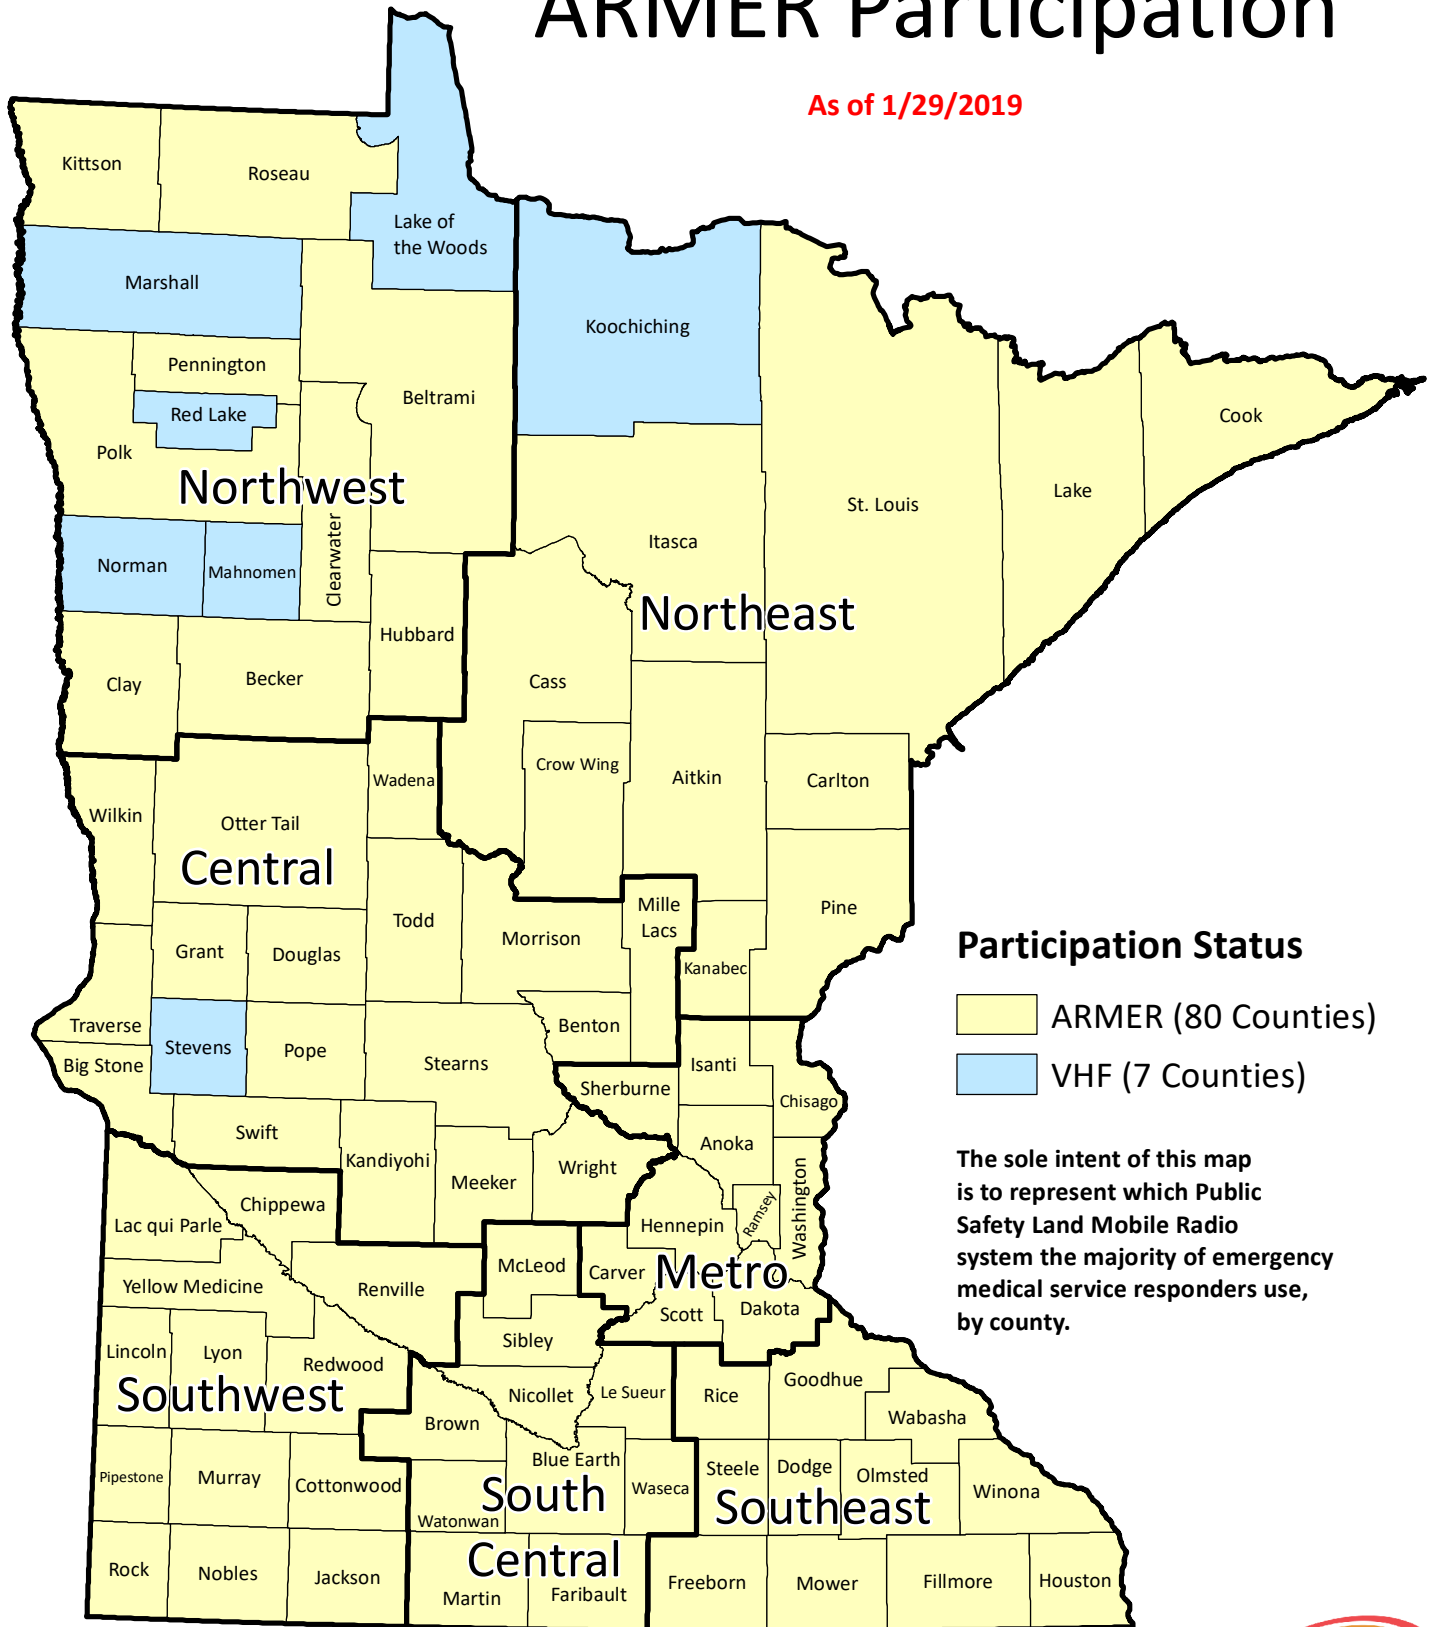 ARMER Participation
As of 1/29/2019
Kittson
Roseau
Lake of
the Woods
Marshall
Koochiching
Pennington
Beltrami
Red Lake
Cook
Polk
Northwest
Lake
St. Louis
Itasca
Norman
Mahnomen
Clearwater
Northeast
Hubbard
Clay
Becker
Cass
Crow Wing
Aitkin
Carlton
Wadena
Wilkin
Otter Tail
Central
Mille
Lacs
Pine
Todd
Morrison
Grant
Douglas
Kanabec
Traverse
Benton
Stevens
Pope
Stearns
Big Stone
Isanti
Sherburne
Chisago
Swift
Anoka
Kandiyohi
Meeker
Wright
Washington
Ramsey
Chippewa
Lac qui Parle
Hennepin
McLeod
Carver
Metro
Yellow Medicine
Renville
Scott
Dakota
Sibley
Lincoln
Lyon
Redwood
Southwest
Nicollet
Le Sueur
Rice
Goodhue
Wabasha
Brown
Blue Earth
Pipestone
Murray
Cottonwood
Waseca
Steele
Dodge
Olmsted
Winona
South
Central
Southeast
Watonwan
Rock
Nobles
Jackson
Martin
Faribault
Freeborn
Mower
Fillmore
Houston
Participation Status
ARMER (80 Counties)
VHF (7 Counties)
The sole intent of this map
is to represent which Public
Safety Land Mobile Radio
system the majority of emergency
medical service responders use,
by county.